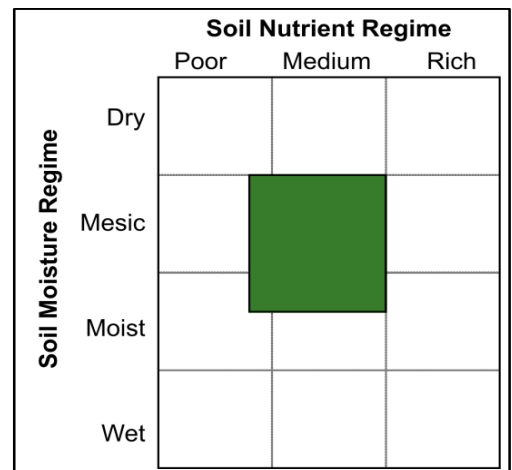 Soil Nutrient Regime
Poor Medium Rich
Soil Moisture Regime
Dry
Mesic
Moist
Wet